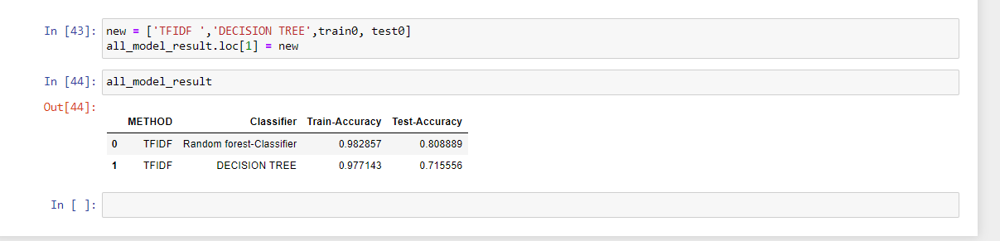 In [43]: new = ['TFIDF ','DECISION TREE',train0, test0]
all_model_result.loc[1] = new
In [44]: all_model_result
Out[44]:
METHOD Classifier Train-Accuracy Test-Accuracy
0 TFIDF Random forest-Classifier 0.982857 0.808889
1 TFIDF DECISION TREE 0.977143 0.715556
In [ ]: